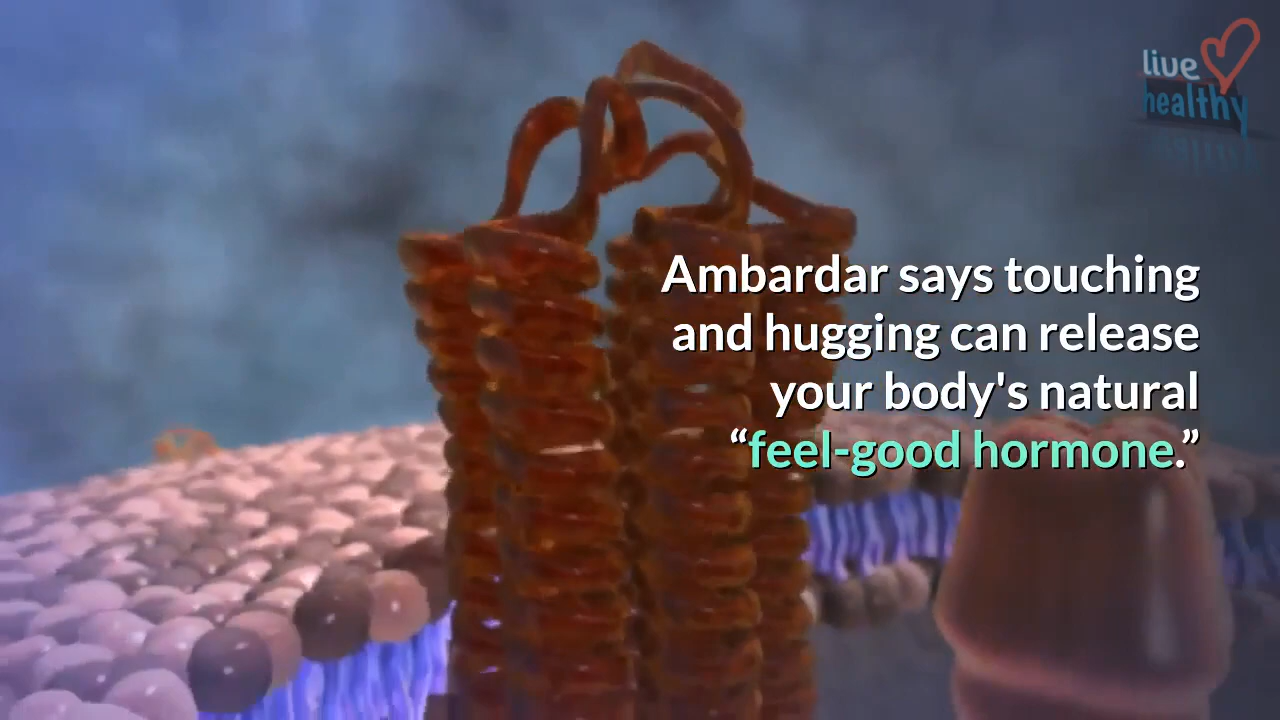 live
healthy
Ambardar says touching
and hugging can release
your body's natural
“feel-good hormone.”